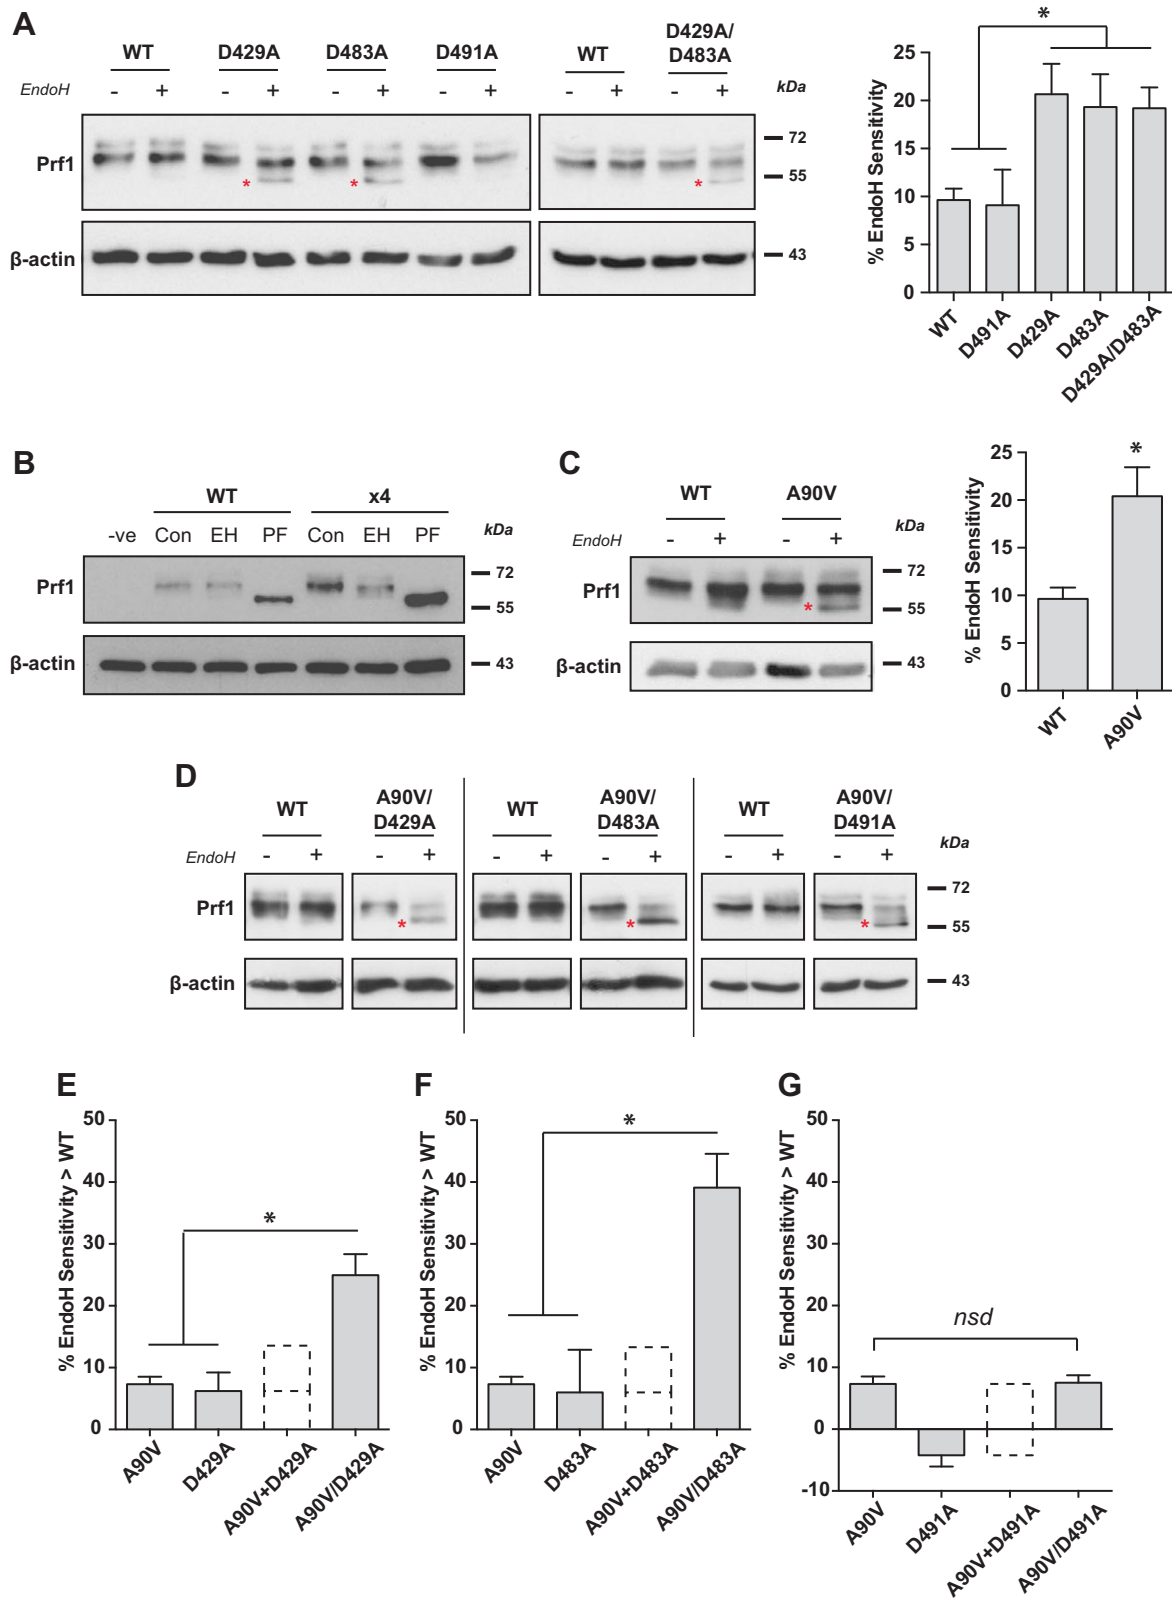 A
WT D429A D483A D491A WT D429A/
D483A
EndoH - + - + - + - + - + - + kDa
Prf1
72
55
*
*
*
β-actin
43
*
% EndoH Sensitivity
25
20
15
10
5
0
WT
D491A
D429A
D483A
D429A/D483A
B
WT x4
-ve Con EH PF Con EH PF kDa
Prf1
72
55
β-actin
43
C
WT A90V
EndoH - + - + kDa
Prf1
72
55
*
β-actin
43
% EndoH Sensitivity
25
20
15
10
5
0
*
WT
A90V
D
WT A90V/
D429A
WT A90V/
D483A
WT A90V/
D491A
EndoH - + - + - + - + - + - + kDa
Prf1
72
55
*
*
*
β-actin
43
E
% EndoH Sensitivity > WT
50
40
30
20
10
0
*
A90V
D429A
A90V+D429A
A90V/D429A
F
% EndoH Sensitivity > WT
50
40
30
20
10
0
*
A90V
D483A
A90V+D483A
A90V/D483A
G
% EndoH Sensitivity > WT
50
40
30
20
10
0
-10
nsd
A90V
D491A
A90V+D491A
A90V/D491A